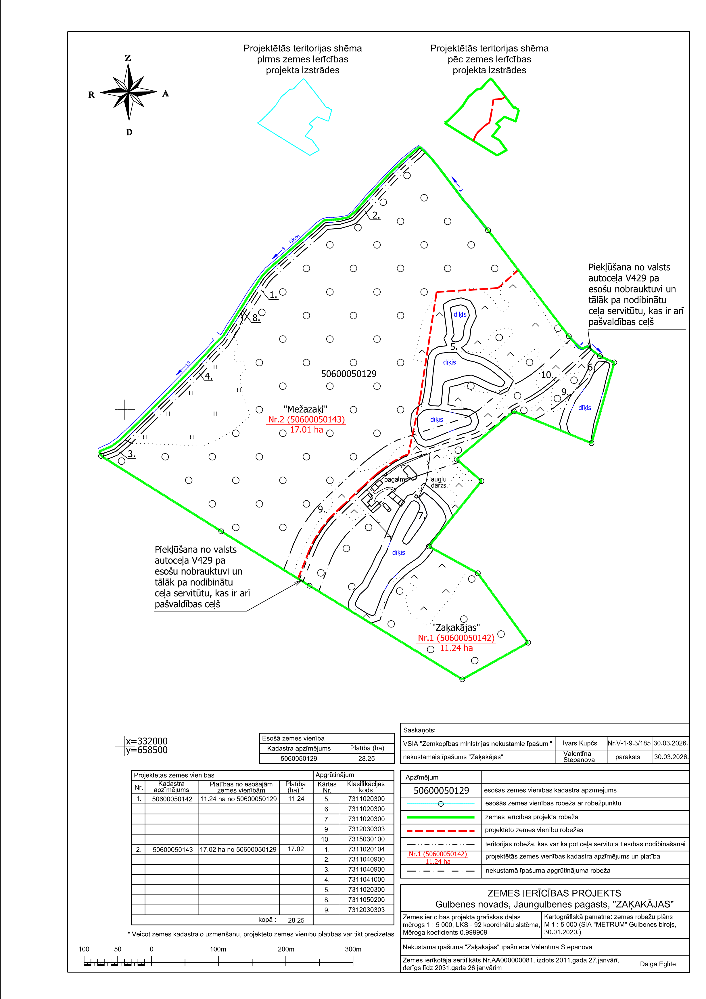 Projektētās teritorijas shēma
pirms zemes ierīcības
projekta izstrādes
Projektētās teritorijas shēma
pēc zemes ierīcības
projekta izstrādes
Z
R
A
D
2
2.
Olene
8
1.
8.
10
4.
3.
Piekļūšana no valsts
autoceļa V429 pa
esošu nobrauktuvi un
tālāk pa nodibinātu
ceļa servitūtu, kas ir arī
pašvaldības ceļš
dīķis
5.
dīķis
3
6.
10.
9.
dīķis
50600050129
"Mežazaķi"
Nr.2 (50600050143)
17.01 ha
dīķis
pagalms
augļu
dārzs
9.
7.
dīķis
Piekļūšana no valsts
autoceļa V429 pa
esošu nobrauktuvi un
tālāk pa nodibinātu
ceļa servitūtu, kas ir arī
pašvaldības ceļš
"Zaķakājas"
Nr.1 (50600050142)
11.24 ha
x=332000
y=658500
Esošā zemes vienība
Kadastra apzīmējums Platība (ha)
5060050129 28.25
Saskaņots:
VSIA "Zemkopības ministrijas nekustamie īpašumi" Ivars Kupčs Nr.V-1-9.3/185 30.03.2026.
nekustamais īpašums "Zaķakājas" Valentīna Stepanova paraksts 30.03.2026.
Projektētās zemes vienības Apgrūtinājumi
Nr. Kadastra apzīmējums Platības no esošajām zemes vienībām Platība (ha) * Kārtas Nr. Klasifikācijas kods
1. 50600050142 11.24 ha no 50600050129 11.24 5. 7311020300
6. 7311020300
7. 7311020300
9. 7312030303
10. 7315030100
2. 50600050143 17.02 ha no 50600050129 17.02 1. 7311020104
2. 7311040900
3. 7311040900
4. 7311041000
5. 7311020300
8. 7311050200
9. 7312030303
kopā : 28.25
* Veicot zemes kadastrālo uzmērīšanu, projektēto zemes vienību platības var tikt precizētas.
100 50 0 100m 200m 300m
Apzīmējumi
50600050129 esošās zemes vienības kadastra apzīmējums
esošās zemes vienības robeža ar robežpunktu
zemes ierīcības projekta robeža
projektēto zemes vienību robežas
teritorijas robeža, kas var kalpot ceļa servitūta tiesības nodibināšanai
Nr.1 (50600050142)
11.24 ha
projektētās zemes vienības kadastra apzīmējums un platība
nekustamā īpašuma apgrūtinājuma robeža
ZEMES IERĪCĪBAS PROJEKTS
Gulbenes novads, Jaungulbenes pagasts, "ZAĶAKĀJAS"
Zemes ierīcības projekta grafiskās daļas
mērogs 1 : 5 000, LKS - 92 koordinātu sistēma,
Mēroga koeficients 0.999909
Kartogrāfiskā pamatne: zemes robežu plāns
M 1 : 5 000 (SIA "METRUM" Gulbenes birojs,
30.01.2020.)
Nekustamā īpašuma "Zaķakājas" īpašniece Valentīna Stepanova
Zemes ierīkotāja sertifikāts Nr.AA000000081, izdots 2011.gada 27.janvārī,
derīgs līdz 2031.gada 26.janvārim
Daiga Eglīte